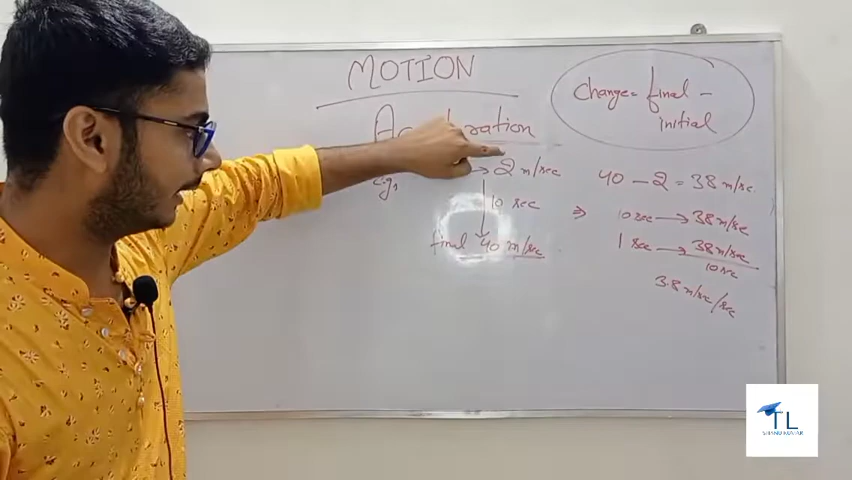 MOTION
Change = final -
initial
eg,
→ 2 m/sec
10 sec
final 40 m/sec
40 - 2 = 38 m/sec
⇒ 10 sec → 38 m/sec
1 sec → 38 m/sec
10 sec
3.8 m/sec/sec
TL